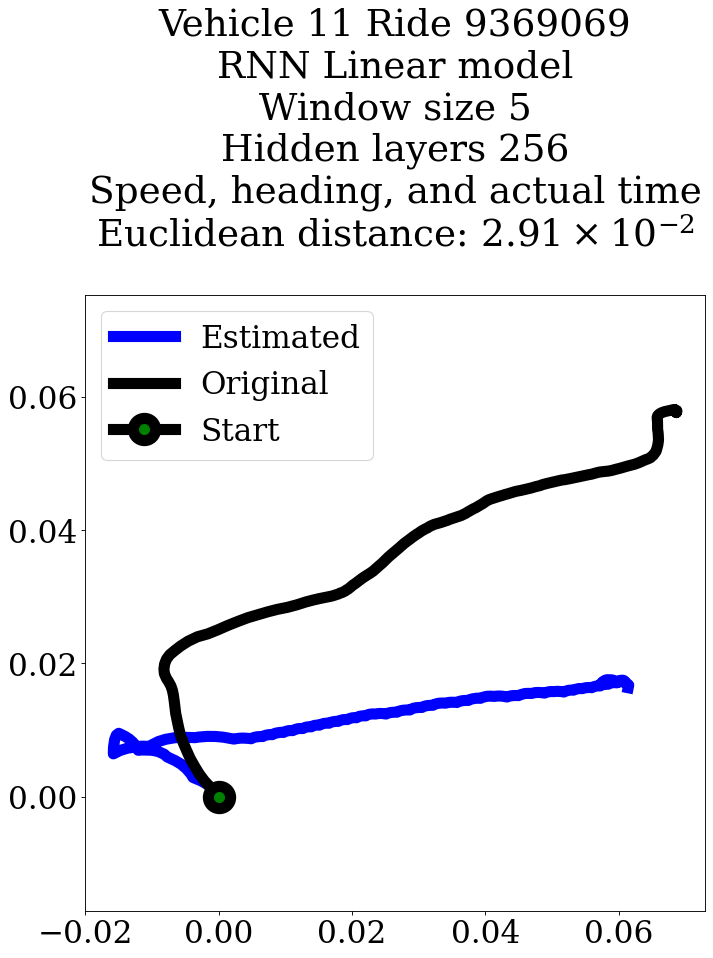 Vehicle 11 Ride 9369069
RNN Linear model
Window size 5
Hidden layers 256
Speed, heading, and actual time
Euclidean distance: 2.91 × 10⁻²
Estimated
Original
Start
0.06
0.04
0.02
0.00
−0.02 0.00 0.02 0.04 0.06